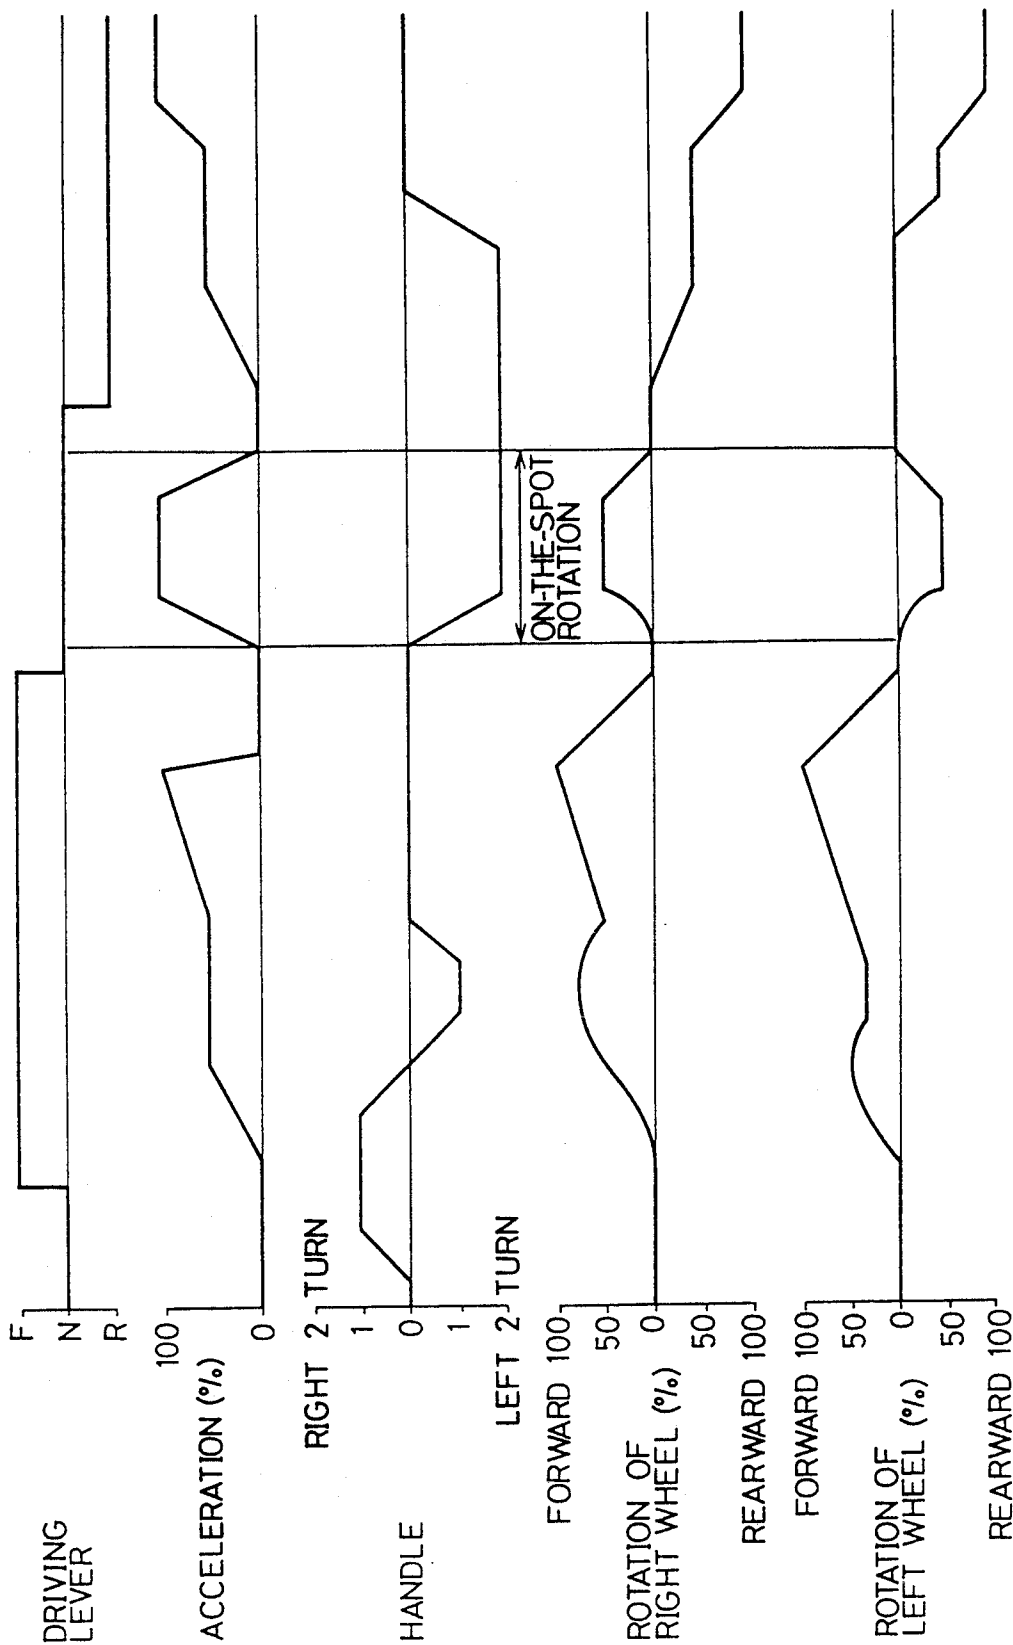 DRIVING
LEVER
F
N
R
ACCELERATION (%)
100
0
HANDLE
RIGHT 2 TURN
1
0
1
LEFT 2 TURN
ON-THE-SPOT
ROTATION
ROTATION OF
RIGHT WHEEL (%)
FORWARD 100
50
0
50
REARWARD 100
ROTATION OF
LEFT WHEEL (%)
FORWARD 100
50
0
50
REARWARD 100